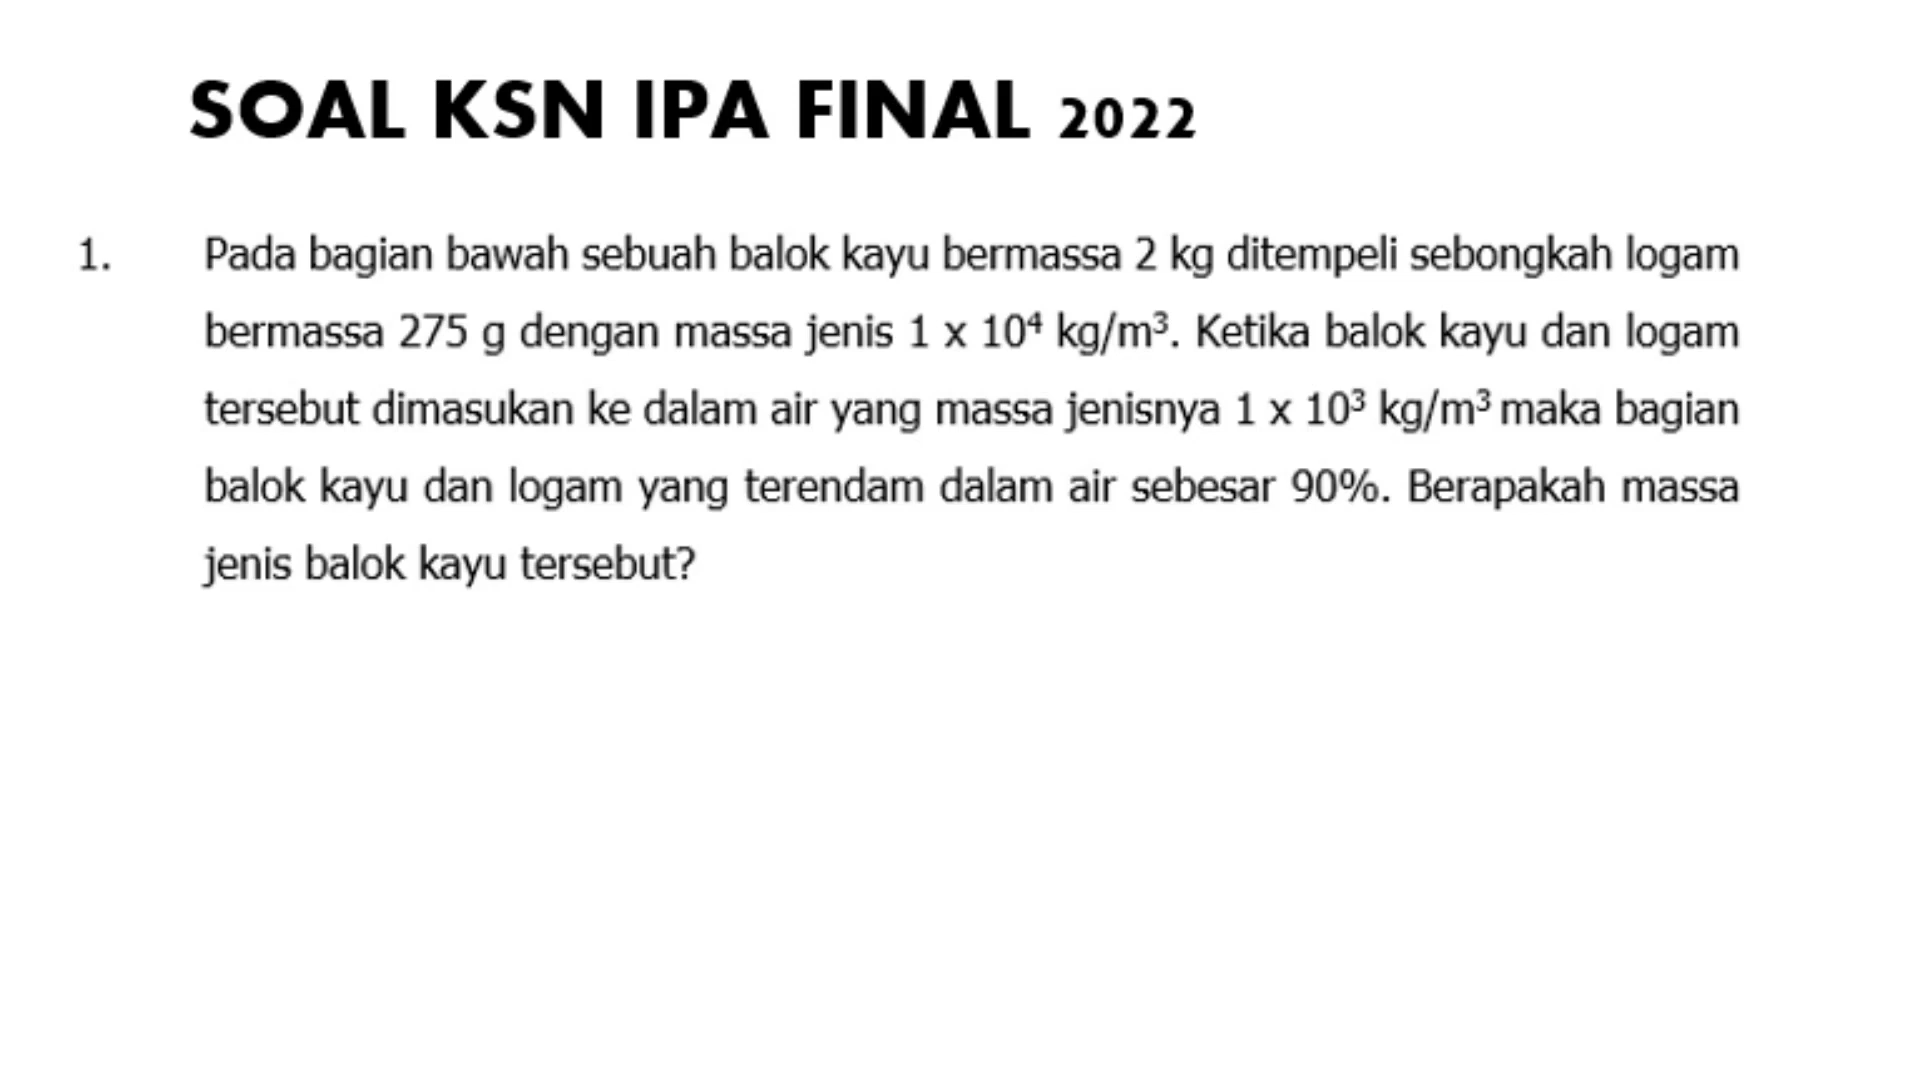 SOAL KSN IPA FINAL 2022
1. Pada bagian bawah sebuah balok kayu bermassa 2 kg ditempeli sebongkah logam
bermassa 275 g dengan massa jenis 1 x 10⁴ kg/m³. Ketika balok kayu dan logam
tersebut dimasukan ke dalam air yang massa jenisnya 1 x 10³ kg/m³ maka bagian
balok kayu dan logam yang terendam dalam air sebesar 90%. Berapakah massa
jenis balok kayu tersebut?